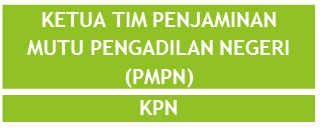 KETUA TIM PENJAMINAN
MUTU PENGADILAN NEGERI
(PMPN)
KPN